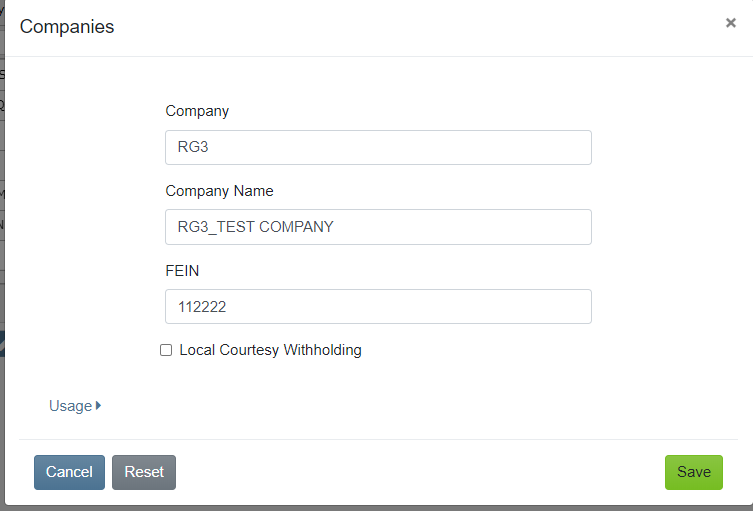 Companies
×
Company
RG3
Company Name
RG3_TEST COMPANY
FEIN
112222
Local Courtesy Withholding
Usage
Cancel Reset Save